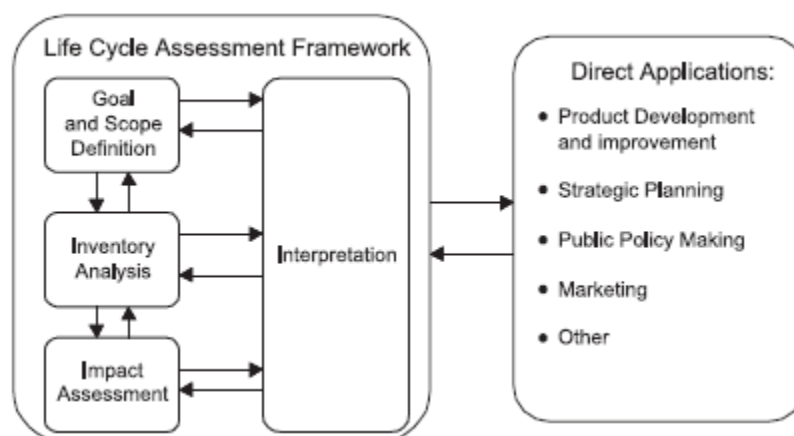 Life Cycle Assessment Framework
Goal
and Scope
Definition
Inventory
Analysis
Impact
Assessment
Interpretation
Direct Applications:
• Product Development
and improvement
• Strategic Planning
• Public Policy Making
• Marketing
• Other